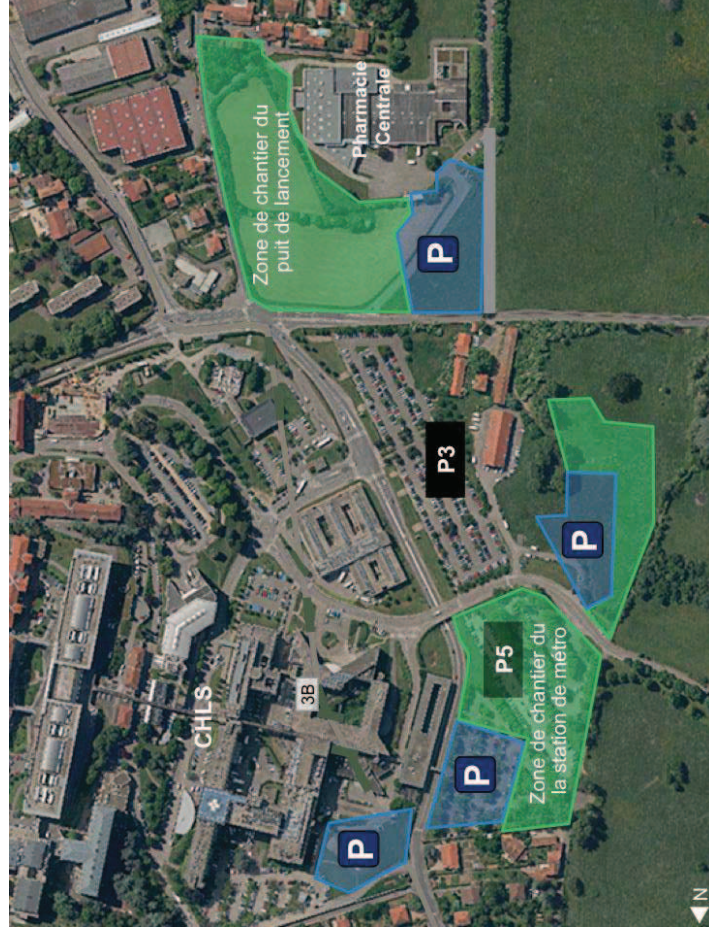 Zone de chantier du
puit de lancement
Pharmacie
Centrale
P
P3
P
CHLS
3B
P5
Zone de chantier du
la station de métro
P
P
N